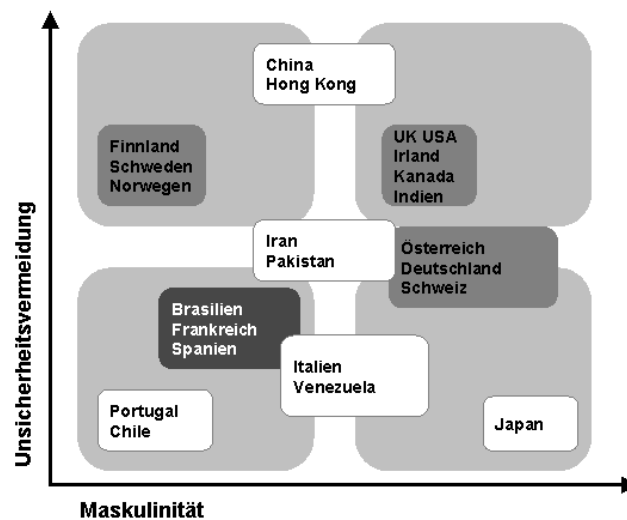 China
Hong Kong
Finnland
Schweden
Norwegen
UK USA
Irland
Kanada
Indien
Iran
Pakistan
Österreich
Deutschland
Schweiz
Brasilien
Frankreich
Spanien
Italien
Venezuela
Portugal
Chile
Japan
Unsicherheitsvermeidung
Maskulinität